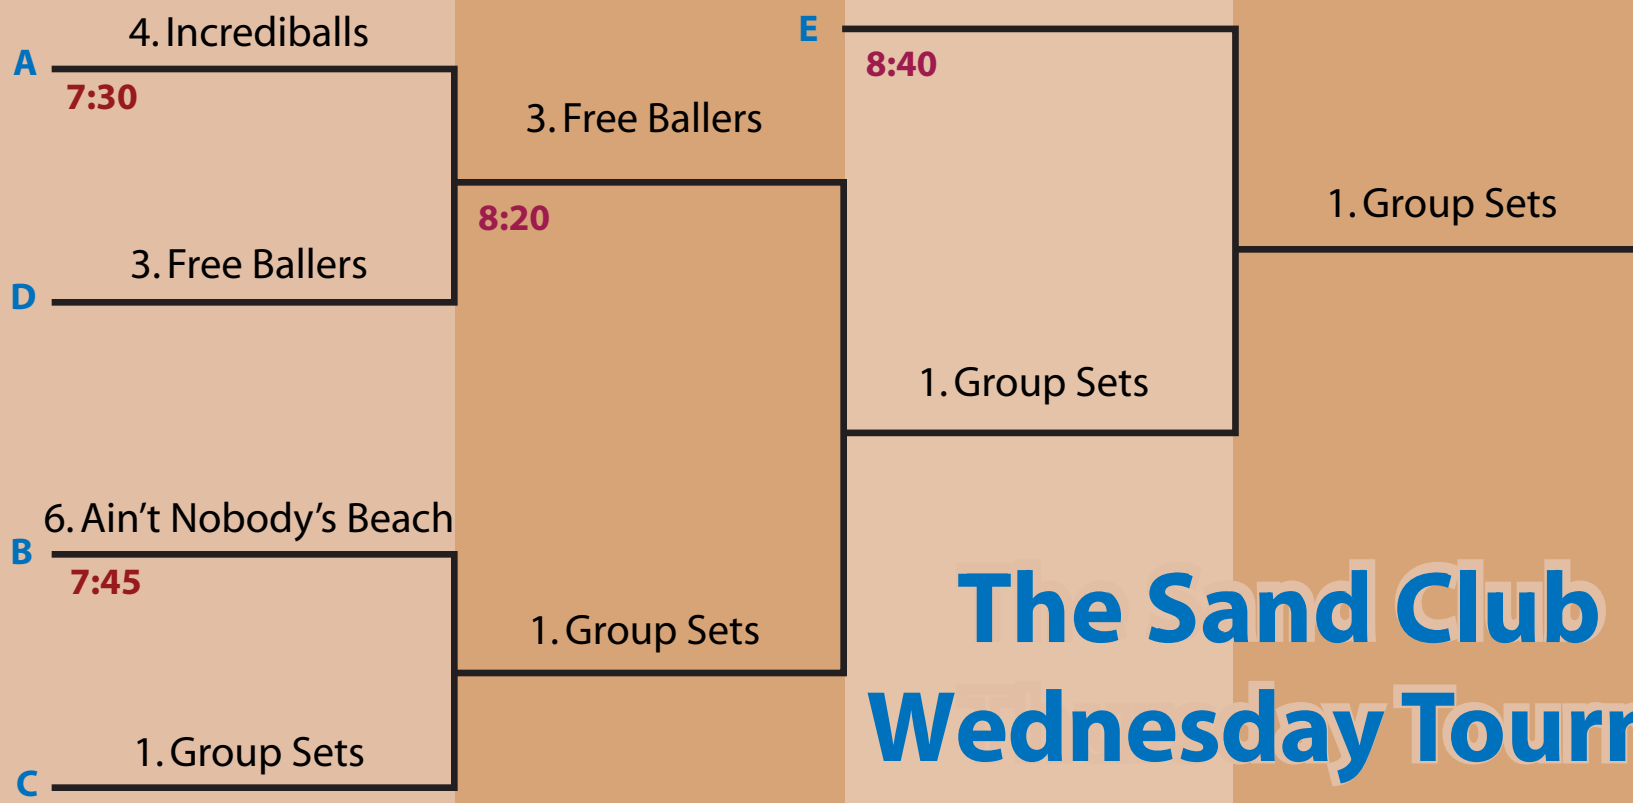 4. Incrediballs
A
7:30
3. Free Ballers
D
6. Ain't Nobody's Beach
B
7:45
1. Group Sets
C
3. Free Ballers
8:20
1. Group Sets
E
8:40
1. Group Sets
1. Group Sets
The Sand Club
Wednesday